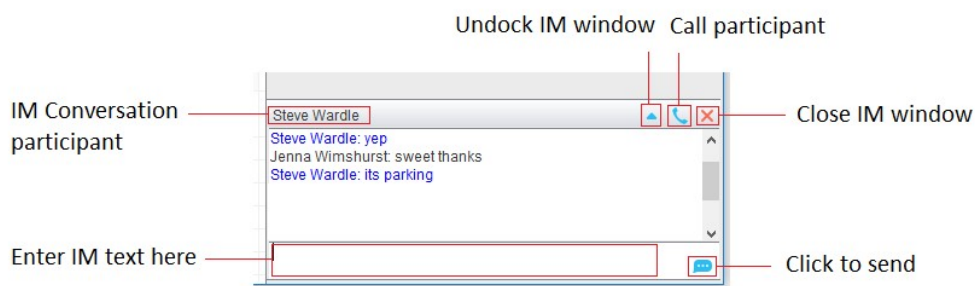 Undock IM window
Call participant
IM Conversation
participant
Steve Wardle
Close IM window
Steve Wardle: yep
Jenna Wimshurst: sweet thanks
Steve Wardle: its parking
Enter IM text here
Click to send